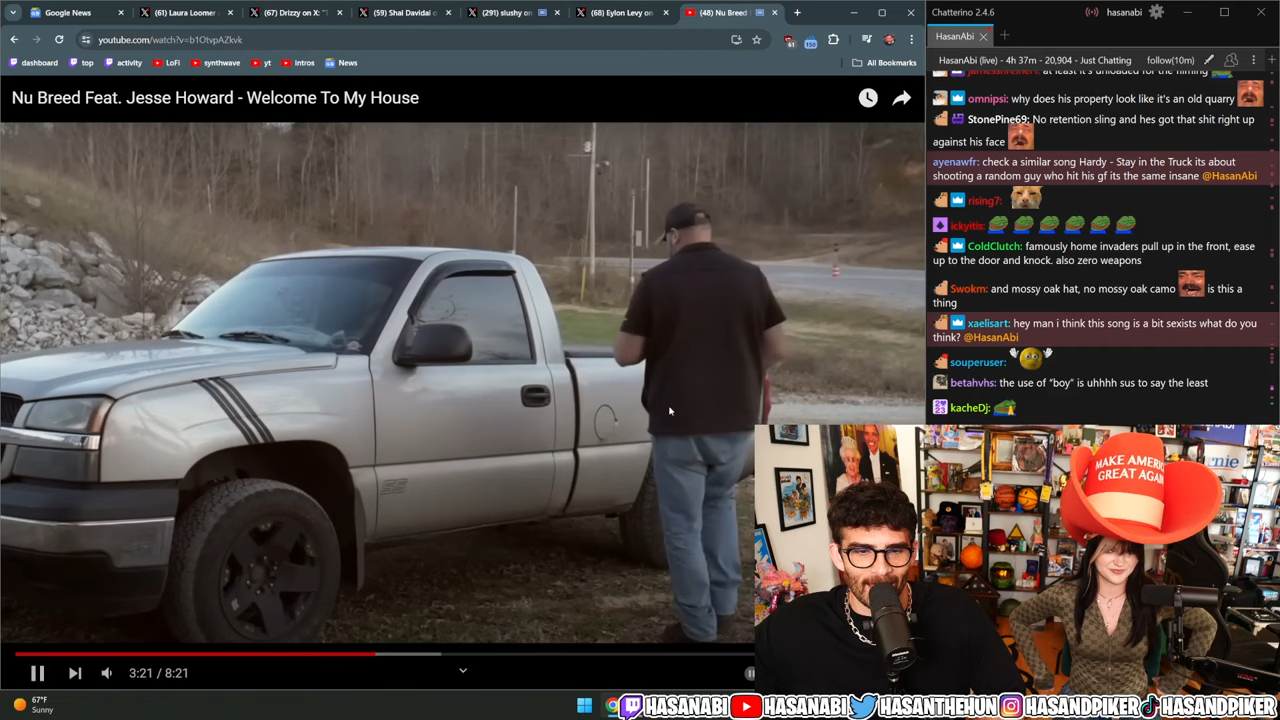 Google News
(61) Laura Loomer
(67) Drizzy on X: "
(59) Shai Davidai
(291) slushy on
(68) Eylon Levy on
(48) Nu Breed
Chatterino 2.4.6
hasanabi
youtube.com/watch?v=b1OtvpAZkvk
61
150
HasanAbi
dashboard
top
activity
LoFi
synthwave
yt
Intros
News
All Bookmarks
HasanAbi (live) - 4h 37m - 20,904 - Just Chatting
follow(10m)
Nu Breed Feat. Jesse Howard - Welcome To My House
at least it's unloaded for the filming
omnipsi: why does his property look like it's an old quarry
StonePine69: No retention sling and hes got that shit right up
against his face
ayenawfr: check a similar song Hardy - Stay in the Truck its about
shooting a random guy who hit his gf its the same insane @HasanAbi
rising7:
ickyitis:
ColdClutch: famously home invaders pull up in the front, ease
up to the door and knock. also zero weapons
Swokm: and mossy oak hat, no mossy oak camo is this a
thing
xaelisart: hey man i think this song is a bit sexists what do you
think? @HasanAbi
souperuser:
betahvhs: the use of “boy” is uhhhh sus to say the least
kacheDj:
MAKE AMERICA
GREAT AGAIN
ernie
3:21 / 8:21
67°F
Sunny
HASANABI
HASANABI
HASANTHEHUN
HASANDPIKER
HASANDPIKER